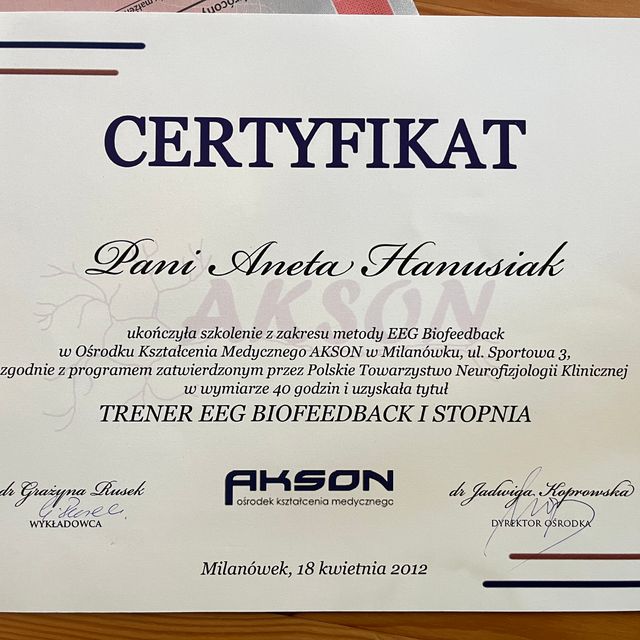 CERTYFIKAT
Pani Aneta Hanusiak
AKSON
ukończyła szkolenie z zakresu metody EEG Biofeedback
w Ośrodku Kształcenia Medycznego AKSON w Milanówku, ul. Sportowa 3,
zgodnie z programem zatwierdzonym przez Polskie Towarzystwo Neurofizjologii Klinicznej
w wymiarze 40 godzin i uzyskała tytuł
TRENER EEG BIOFEEDBACK I STOPNIA
dr Grażyna Rusek
WYKŁADOWCA
AKSON
ośrodek kształcenia medycznego
dr Jadwiga Koprowska
DYREKTOR OŚRODKA
Milanówek, 18 kwietnia 2012